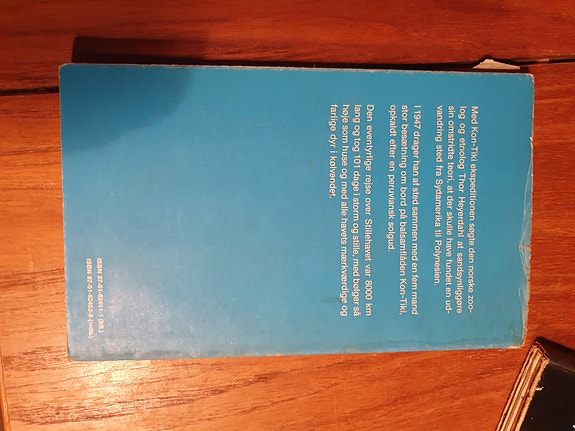 Med Kon-Tiki ekspeditionen søgte den norske zoo-
log og etnolog Thor Heyerdahl at sandsynliggøre
sin omstridte teori, at der skulle have fundet en ud-
vandring sted fra Sydamerika til Polynesien.
I 1947 drager han af sted sammen med en fem mand
stor besætning om bord på balsamflåden Kon-Tiki,
opkaldt efter en peruviansk solgud.
Den eventyrlige rejse over Stillehavet var 8000 km
lang og tog 101 dage i storm og stille, med bølger så
høje som huse og med alle havets mærkværdige og
farlige dyr i kølvandet.
ISBN 87-01-82451-1 (hft.)
ISBN 87-01-82453-8 (indb.)